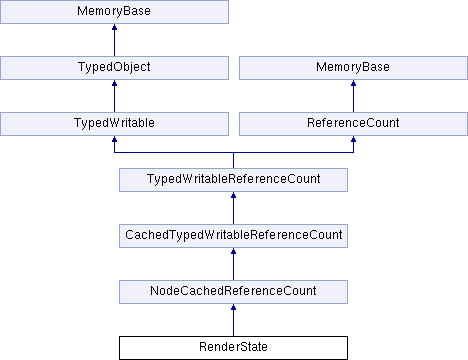 MemoryBase
TypedObject
MemoryBase
TypedWritable
ReferenceCount
TypedWritableReferenceCount
CachedTypedWritableReferenceCount
NodeCachedReferenceCount
RenderState